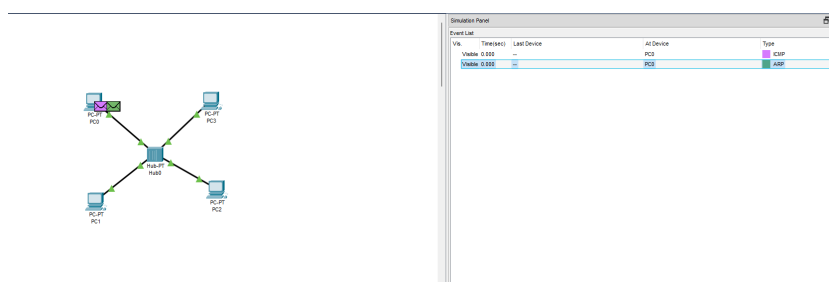 Simulation Panel
Event List
Vis. Time(sec) Last Device At Device Type
Visible 0.000 -- PC0 ICMP
Visible 0.000 -- PC0 ARP
PC-PT
PC0
PC-PT
PC3
Hub-PT
Hub0
PC-PT
PC2
PC-PT
PC1